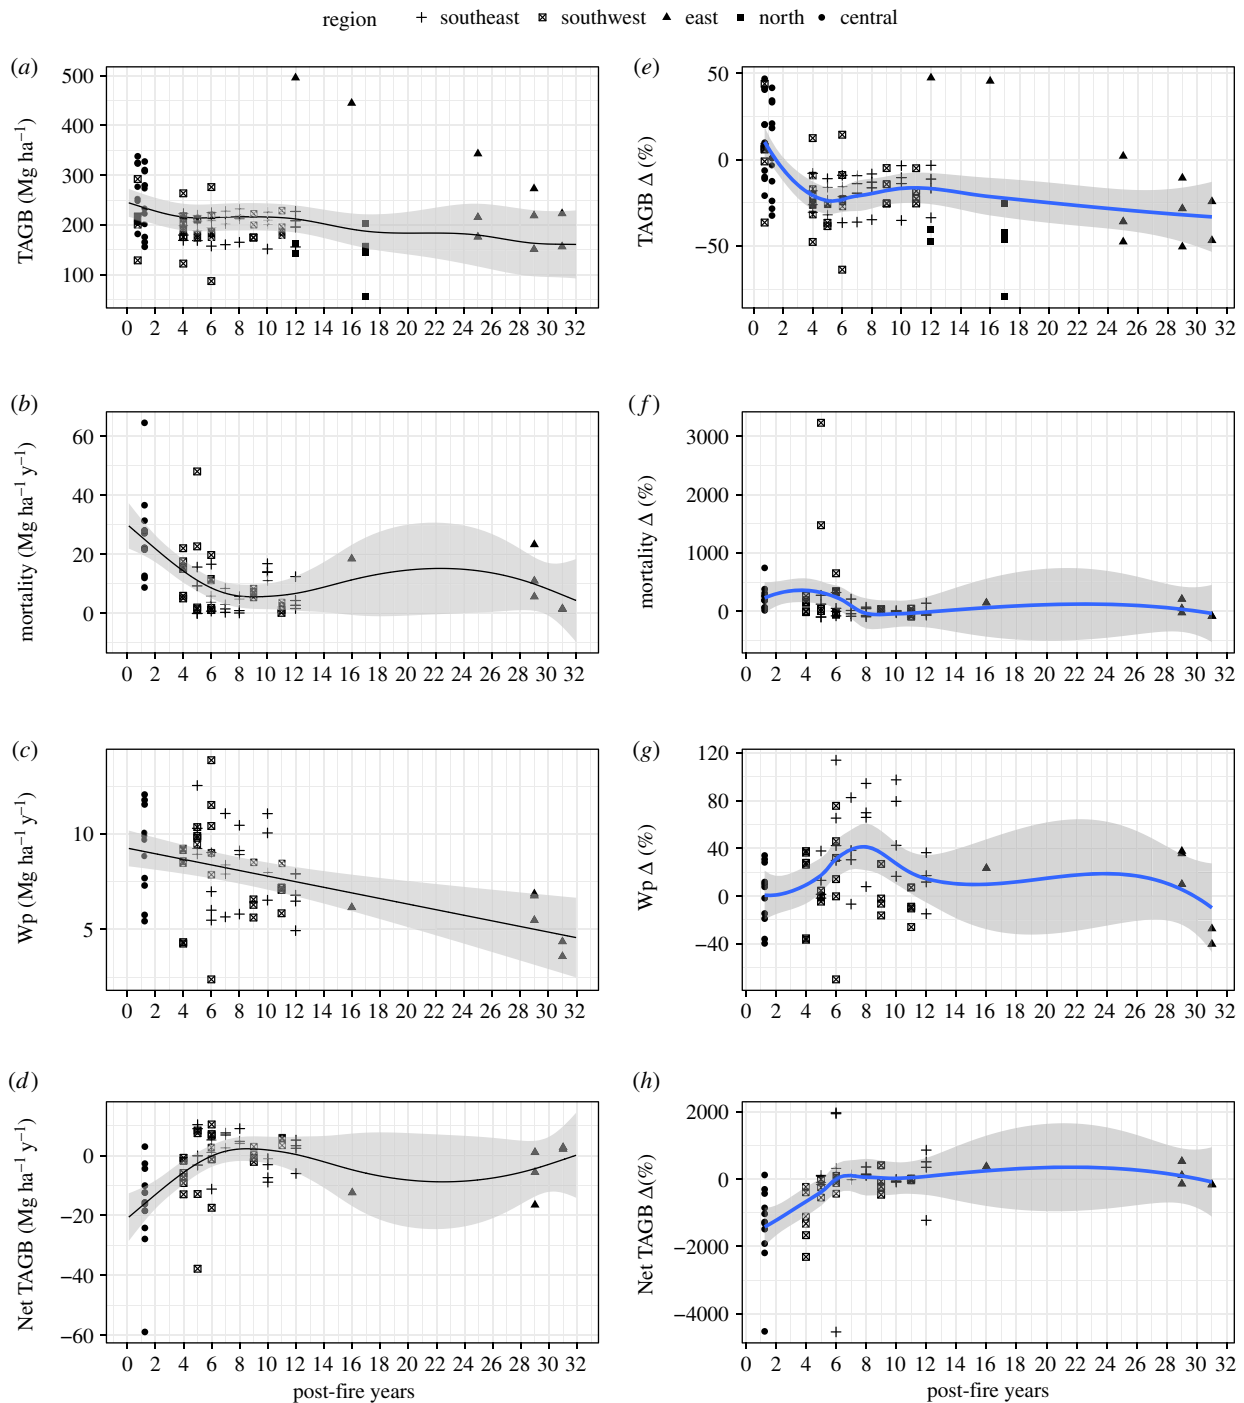 region southeast southwest east north central
(a)
TAGB (Mg ha−1)
500
400
300
200
100
0 2 4 6 8 10 12 14 16 18 20 22 24 26 28 30 32
(e)
TAGB Δ (%)
50
0
−50
0 2 4 6 8 10 12 14 16 18 20 22 24 26 28 30 32
(b)
mortality (Mg ha−1 y−1)
60
40
20
0
0 2 4 6 8 10 12 14 16 18 20 22 24 26 28 30 32
(f)
mortality Δ (%)
3000
2000
1000
0
0 2 4 6 8 10 12 14 16 18 20 22 24 26 28 30 32
(c)
Wp (Mg ha−1 y−1)
10
5
0 2 4 6 8 10 12 14 16 18 20 22 24 26 28 30 32
(g)
Wp Δ (%)
120
80
40
0
−40
0 2 4 6 8 10 12 14 16 18 20 22 24 26 28 30 32
(d)
Net TAGB (Mg ha−1 y−1)
0
−20
−40
−60
0 2 4 6 8 10 12 14 16 18 20 22 24 26 28 30 32
post-fire years
(h)
Net TAGB Δ(%)
2000
0
−2000
−4000
0 2 4 6 8 10 12 14 16 18 20 22 24 26 28 30 32
post-fire years